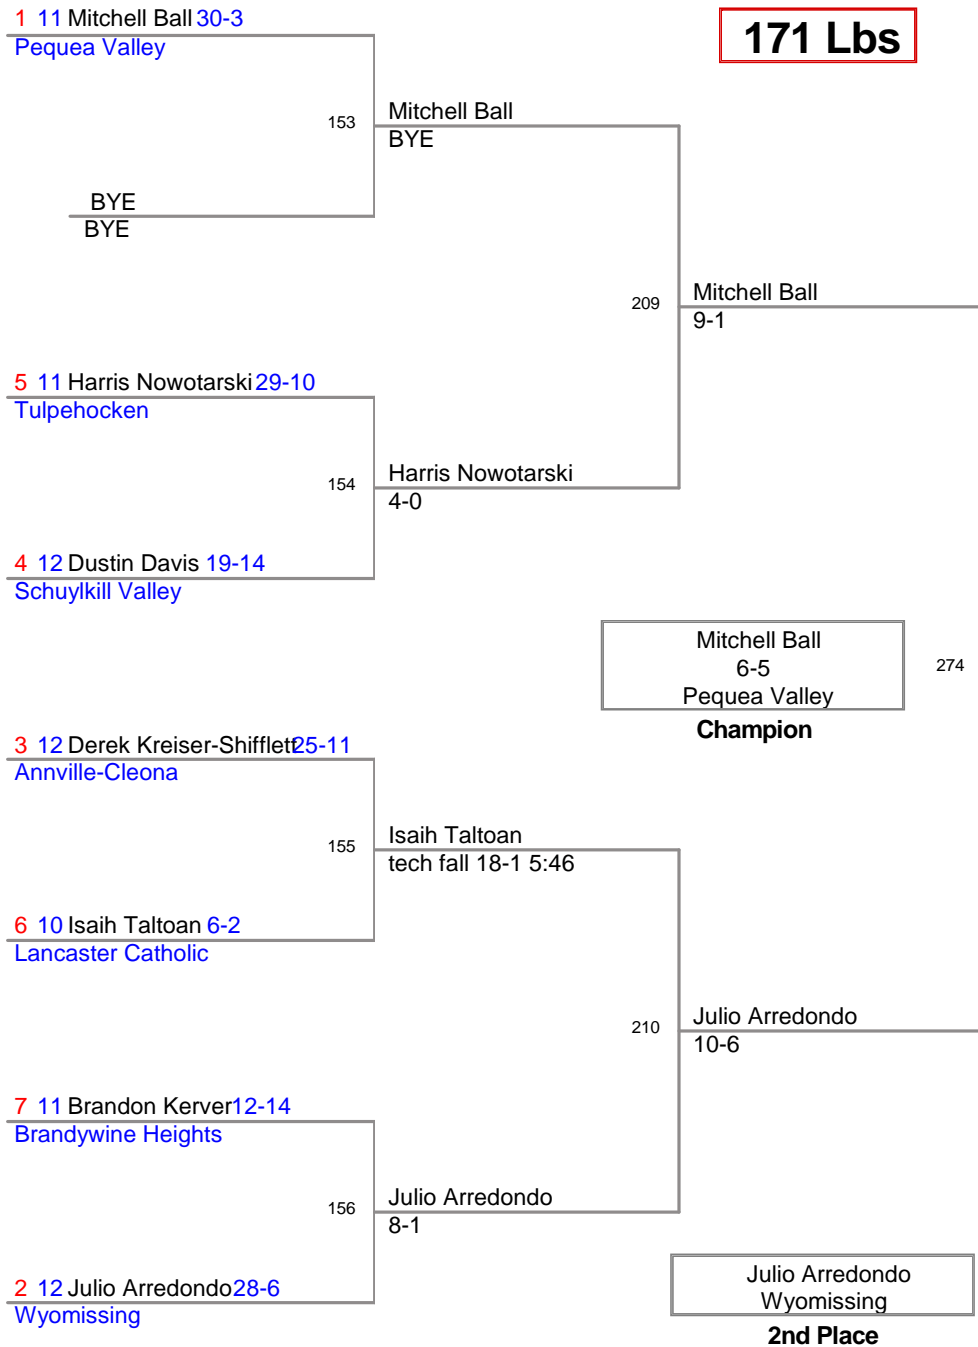 1 11 Mitchell Ball 30-3
Pequea Valley
171 Lbs
153
Mitchell Ball
BYE
BYE
BYE
209
Mitchell Ball
9-1
5 11 Harris Nowotarski 29-10
Tulpehocken
154
Harris Nowotarski
4-0
4 12 Dustin Davis 19-14
Schuylkill Valley
Mitchell Ball
6-5
Pequea Valley
Champion
274
3 12 Derek Kreiser-Shifflett 25-11
Annville-Cleona
155
Isaih Taltoan
tech fall 18-1 5:46
6 10 Isaih Taltoan 6-2
Lancaster Catholic
210
Julio Arredondo
10-6
7 11 Brandon Kerver 12-14
Brandywine Heights
156
Julio Arredondo
8-1
2 12 Julio Arredondo 28-6
Wyomissing
Julio Arredondo
Wyomissing
2nd Place